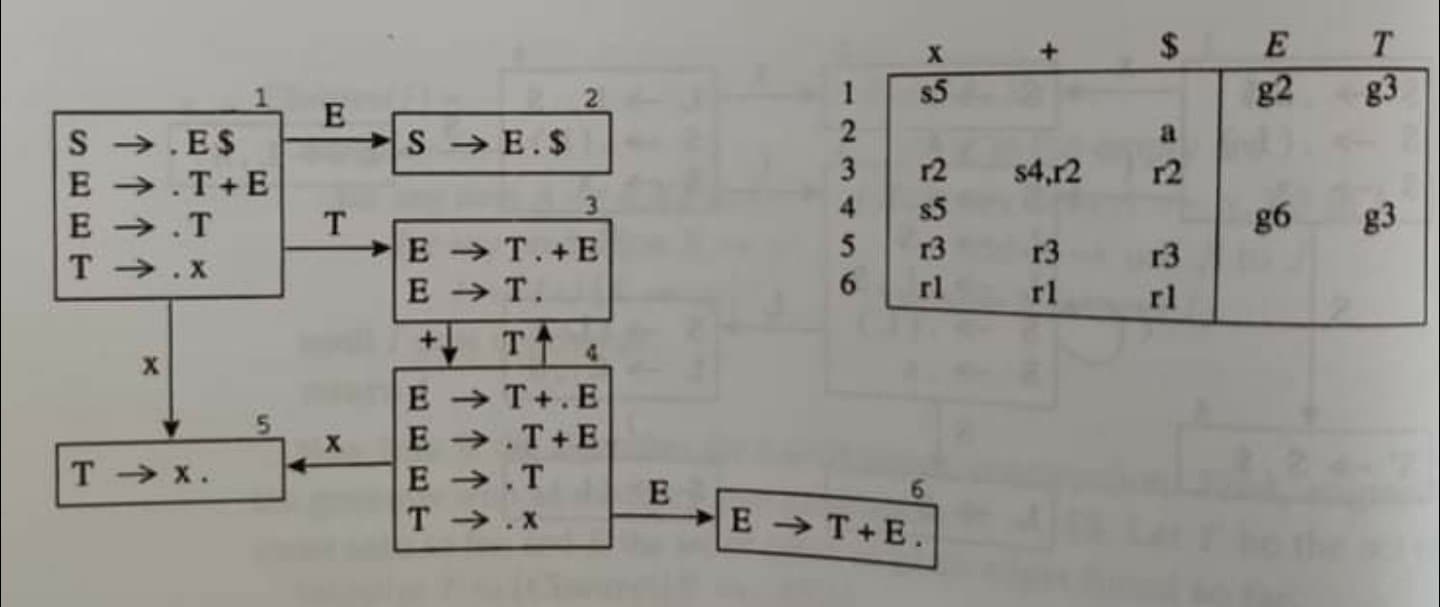 1
S → .E$
E → .T+E
E → .T
T → .x
E
2
S → E.$
T
3
E → T.+E
E → T.
x
+
T
4
E → T+.E
E → .T+E
E → .T
T → .x
5
T → x.
x
E
6
E → T+E.
x + $ E T
1 s5 g2 g3
2 a
3 r2 s4,r2 r2
4 s5 g6 g3
5 r3 r3 r3
6 r1 r1 r1